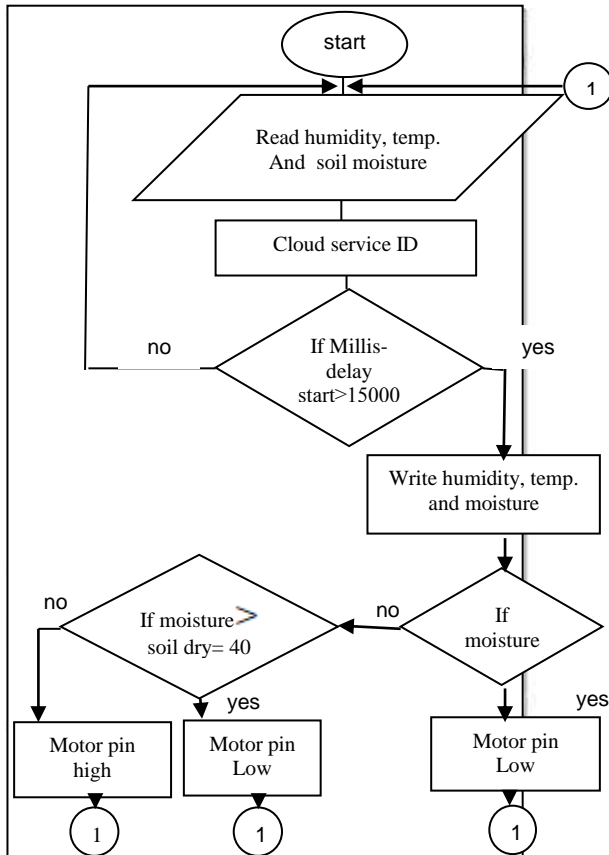 start
1
Read humidity, temp.
And soil moisture
Cloud service ID
no
If Millis-
delay
start>15000
yes
Write humidity, temp.
and moisture
no
If moisture >
soil dry= 40
no
If
moisture
yes
yes
Motor pin
high
Motor pin
Low
Motor pin
Low
1
1
1